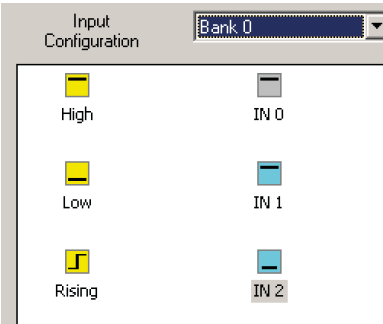 Input
Configuration
Bank 0
High
IN 0
Low
IN 1
Rising
IN 2